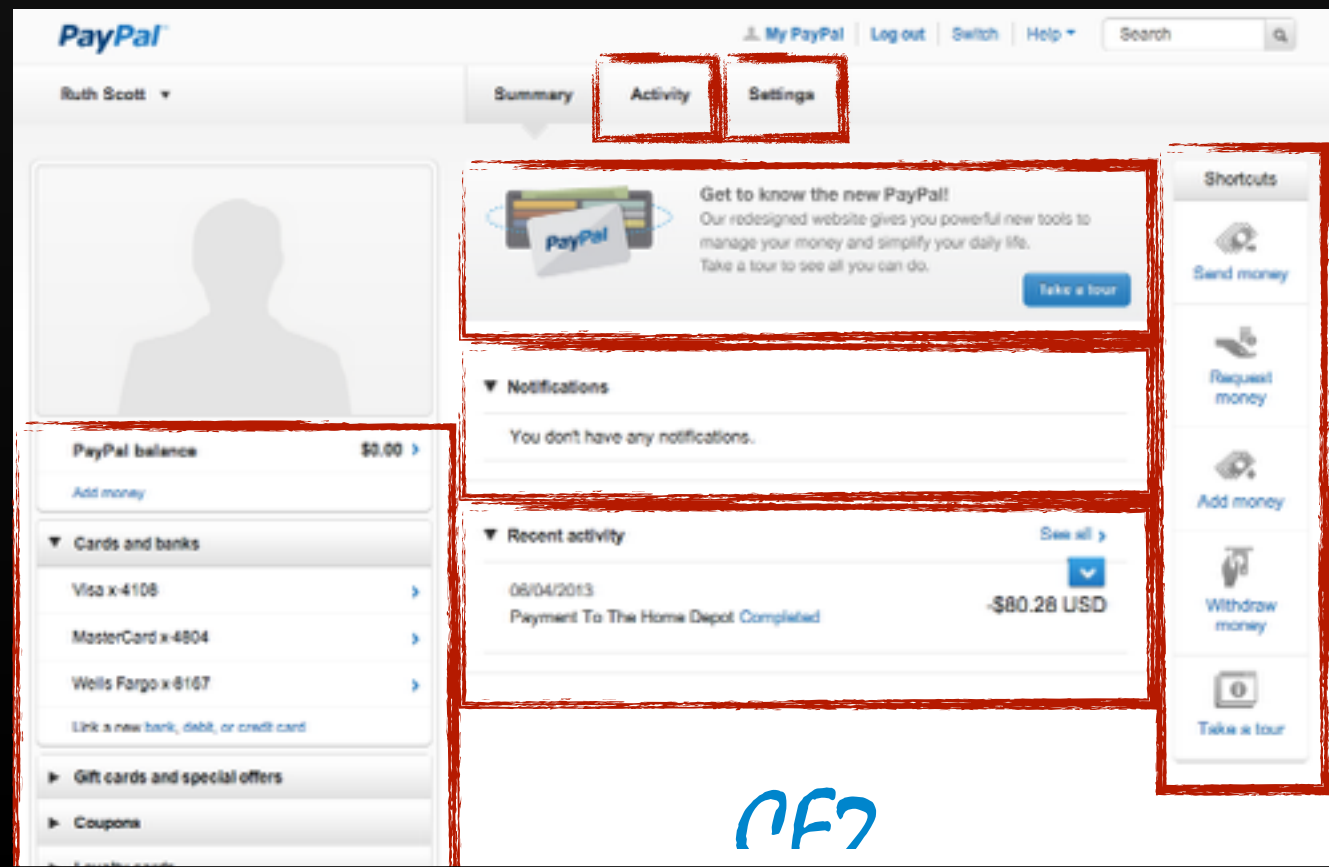 PayPal
My PayPal Log out Switch Help Search
Ruth Scott
Summary Activity Settings
Get to know the new PayPal!
Our redesigned website gives you powerful new tools to
manage your money and simplify your daily life.
Take a tour to see all you can do.
PayPal
Take a tour
Notifications
You don't have any notifications.
Recent activity See all
06/04/2013
Payment To The Home Depot Completed
-$80.28 USD
PayPal balance $0.00
Add money
Cards and banks
Visa x-4108
MasterCard x-4804
Wells Fargo x-8167
Link a new bank, debit, or credit card
Gift cards and special offers
Coupons
Loyalty cards
Shortcuts
Send money
Request
money
Add money
Withdraw
money
Take a tour